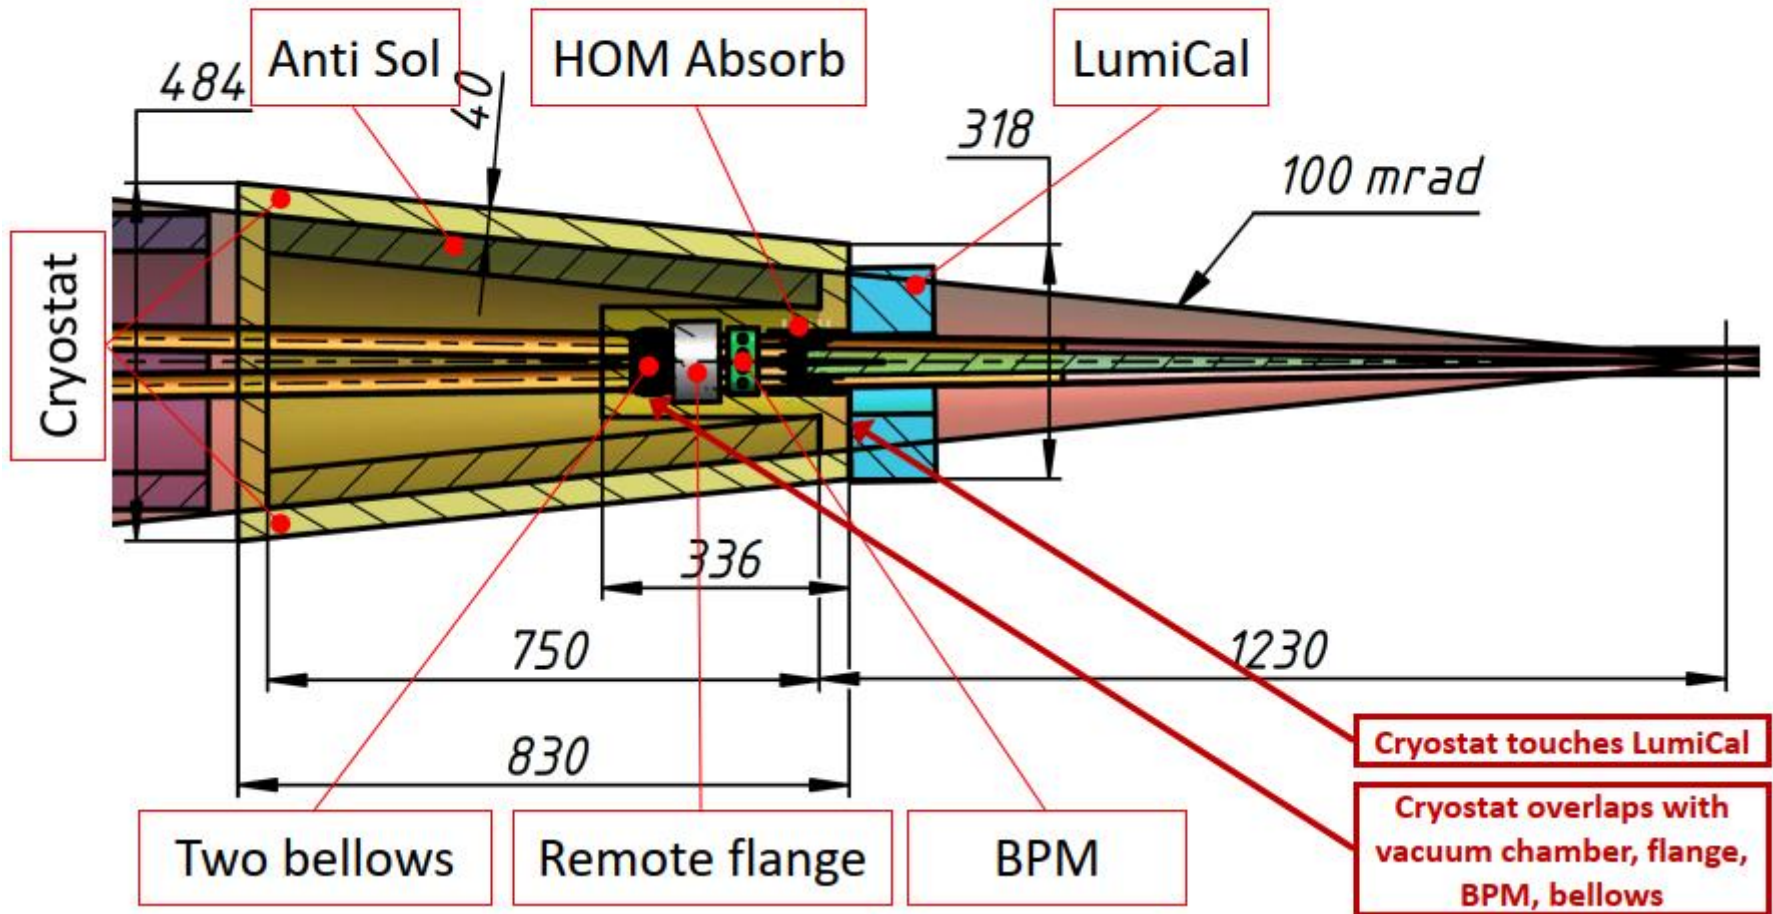 Anti Sol
HOM Absorb
LumiCal
484
40
318
100 mrad
Cryostat
336
750
1230
830
Cryostat touches LumiCal
Cryostat overlaps with
vacuum chamber, flange,
BPM, bellows
Two bellows
Remote flange
BPM